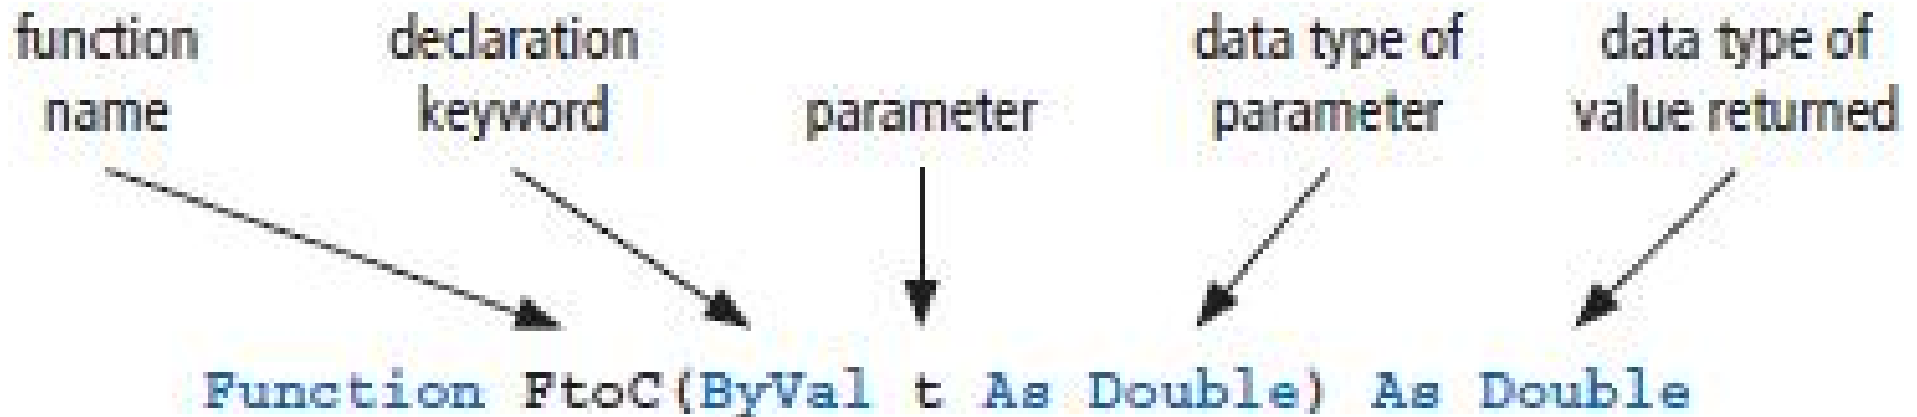 function declaration data type of data type of
name keyword parameter parameter value returned
Function FtoC(ByVal t As Double) As Double